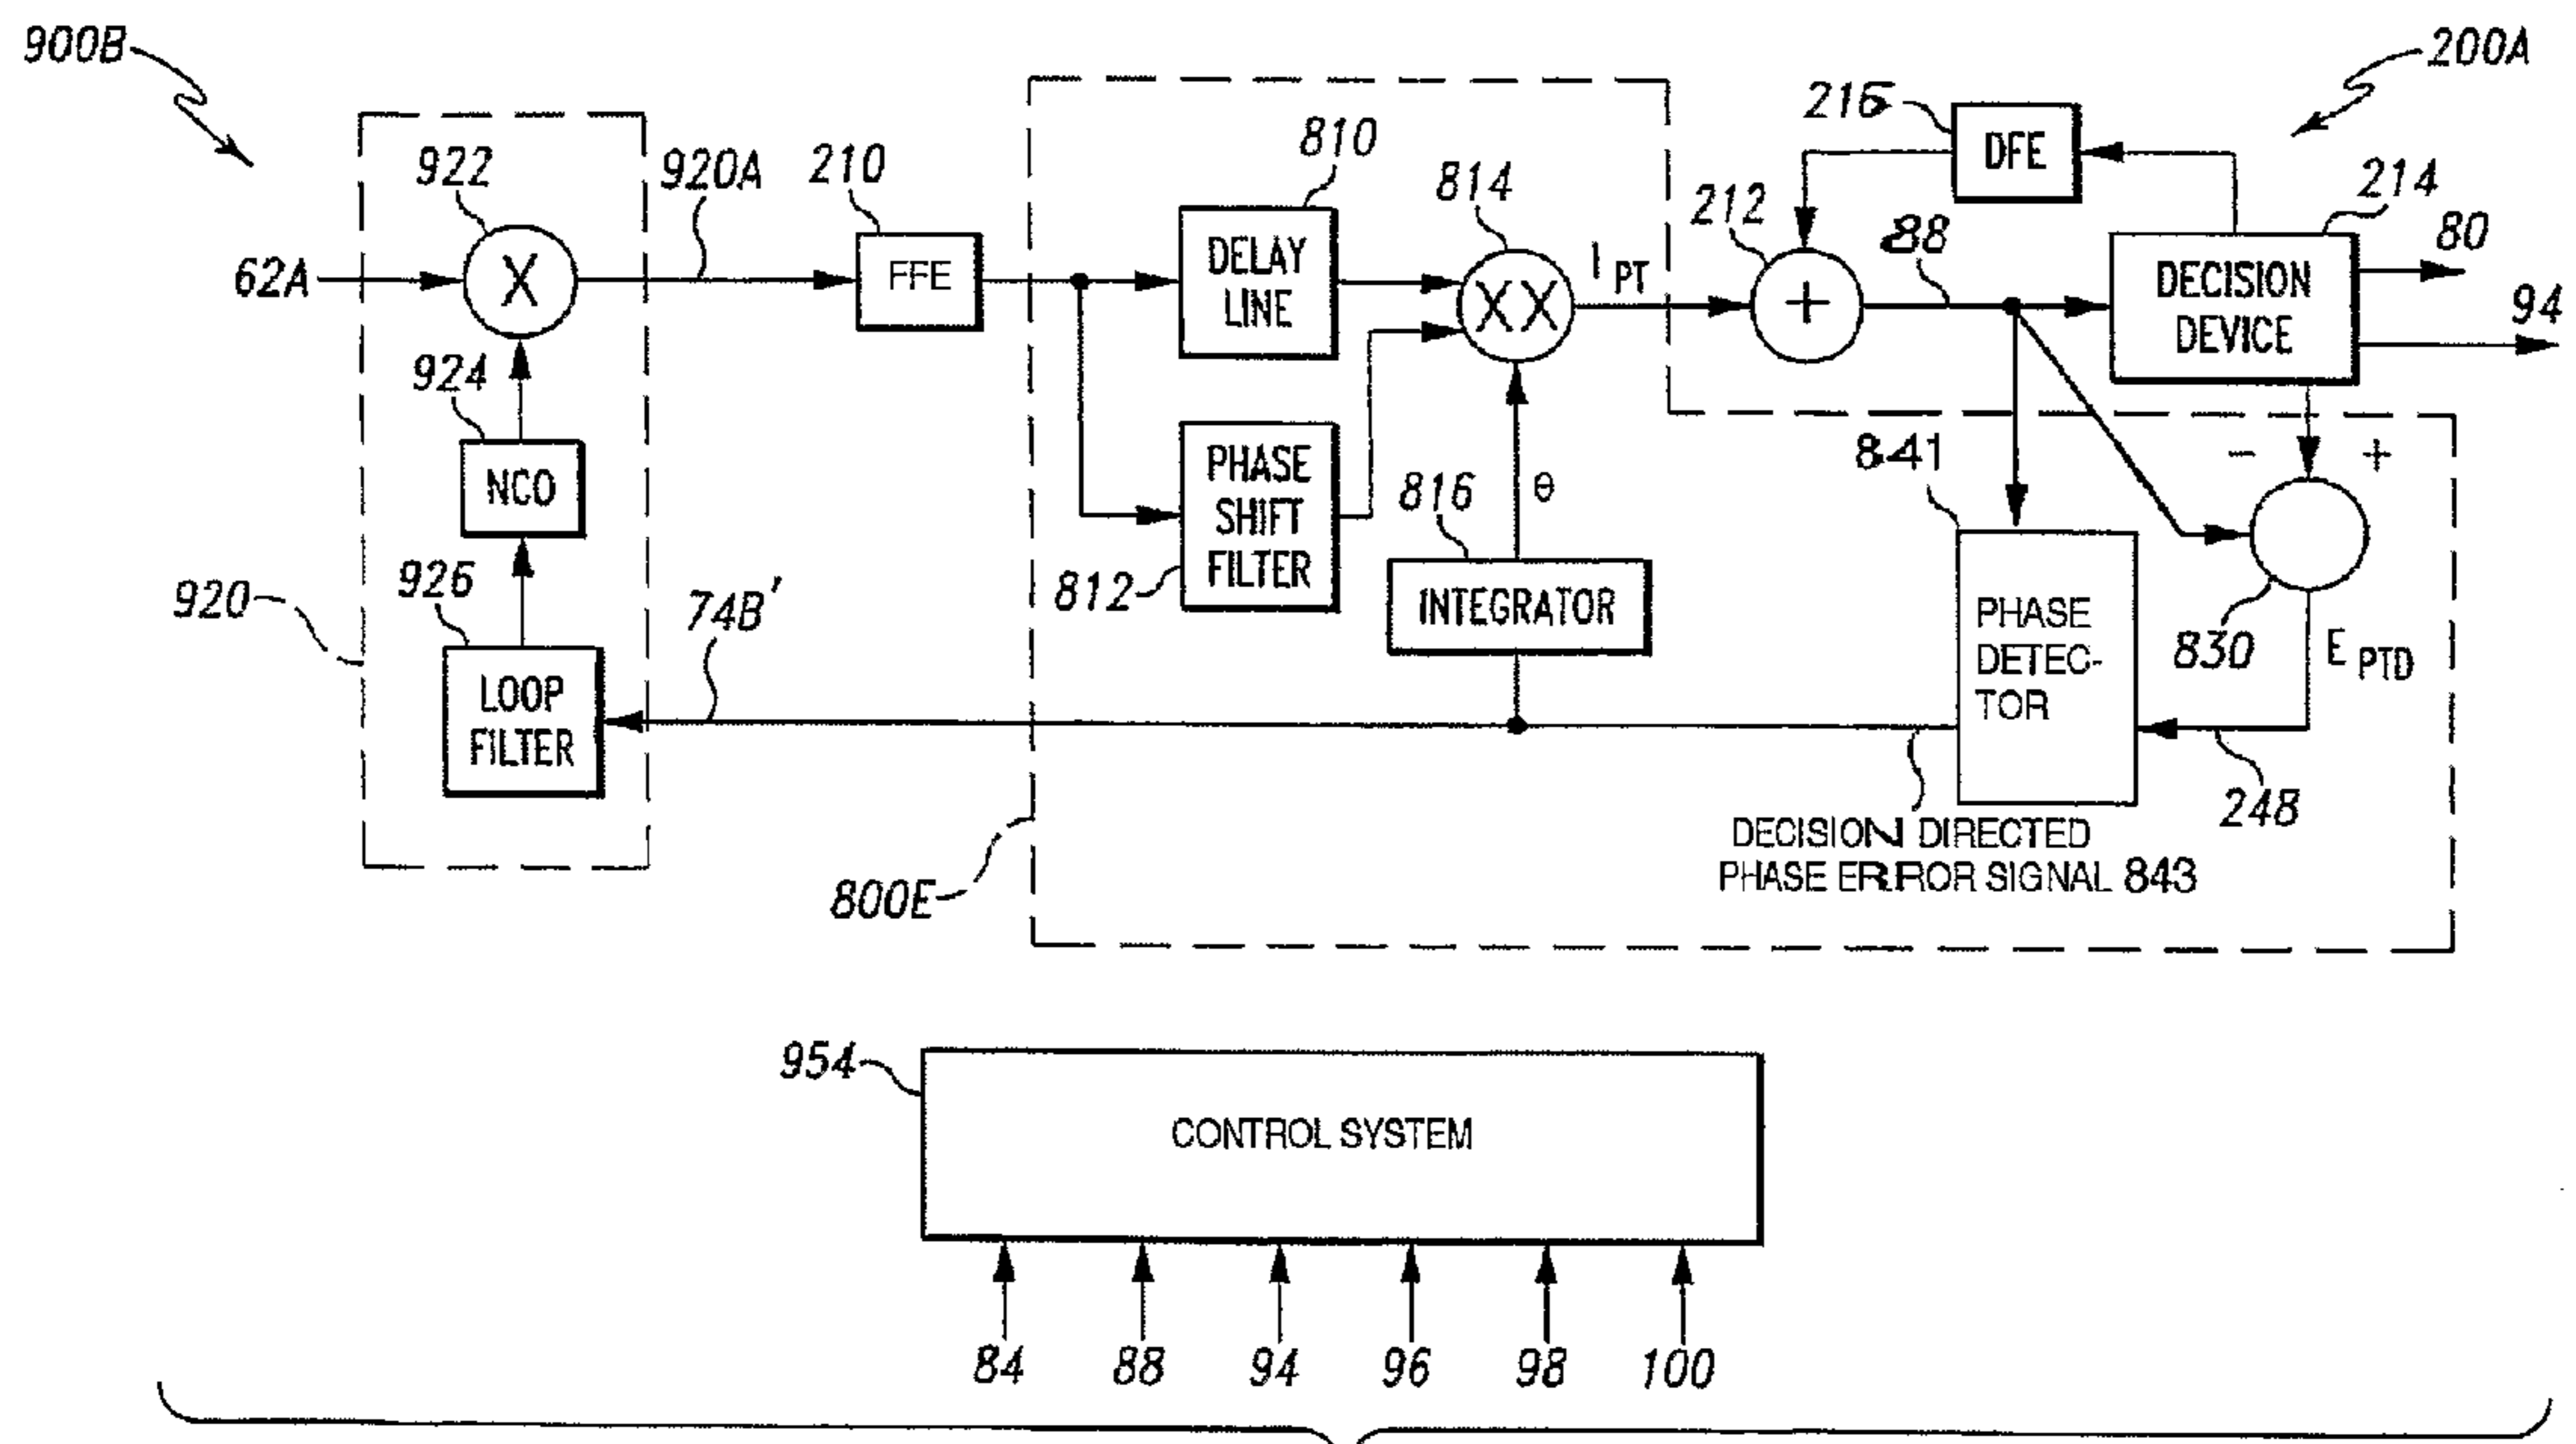 900B
200A
216
DFE
922
920A
210
810
814
212
214
80
62A
X
FFE
DELAY
LINE
XX
I PT
+
88
DECISION
DEVICE
94
924
NCO
PHASE
SHIFT
FILTER
812
816
θ
INTEGRATOR
841
PHASE
DETEC-
TOR
− +
830
E PTD
920
926
LOOP
FILTER
74B'
248
DECISION DIRECTED
PHASE ERROR SIGNAL 843
800E
954
CONTROL SYSTEM
84 88 94 96 98 100